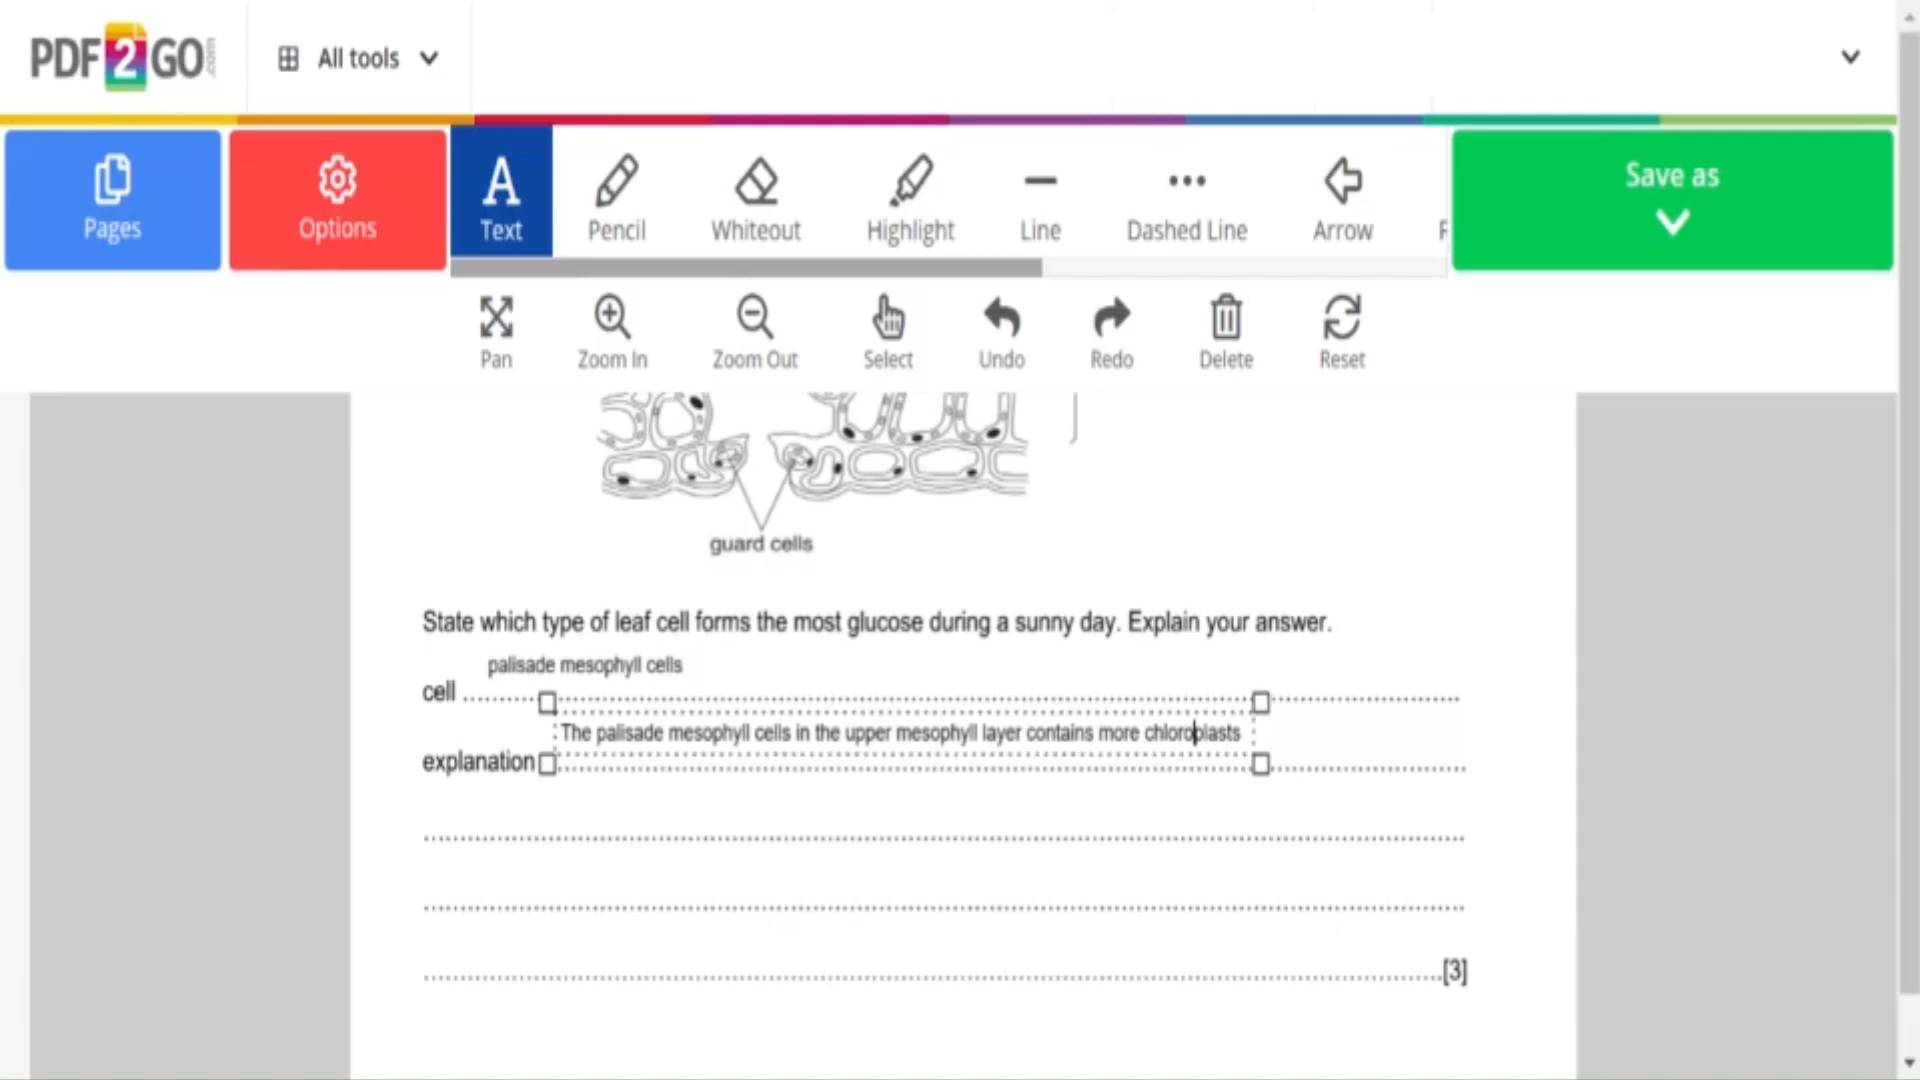 PDF2GO.com
All tools
Pages
Options
Text
Pencil
Whiteout
Highlight
Line
Dashed Line
Arrow
Save as
Pan
Zoom In
Zoom Out
Select
Undo
Redo
Delete
Reset
guard cells
State which type of leaf cell forms the most glucose during a sunny day. Explain your answer.
palisade mesophyll cells
cell
The palisade mesophyll cells in the upper mesophyll layer contains more chloroplasts
explanation
[3]